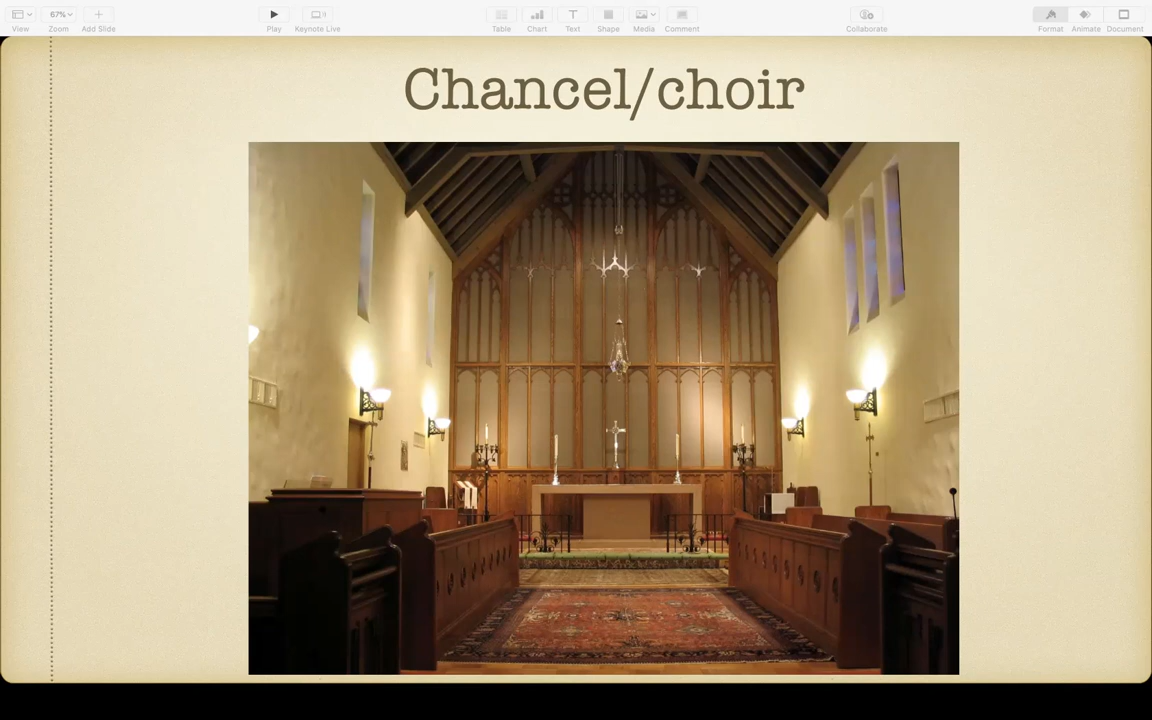 67%
View
Zoom
Add Slide
Play
Keynote Live
Table
Chart
Text
Shape
Media
Comment
Collaborate
Format
Animate
Document
Chancel/choir